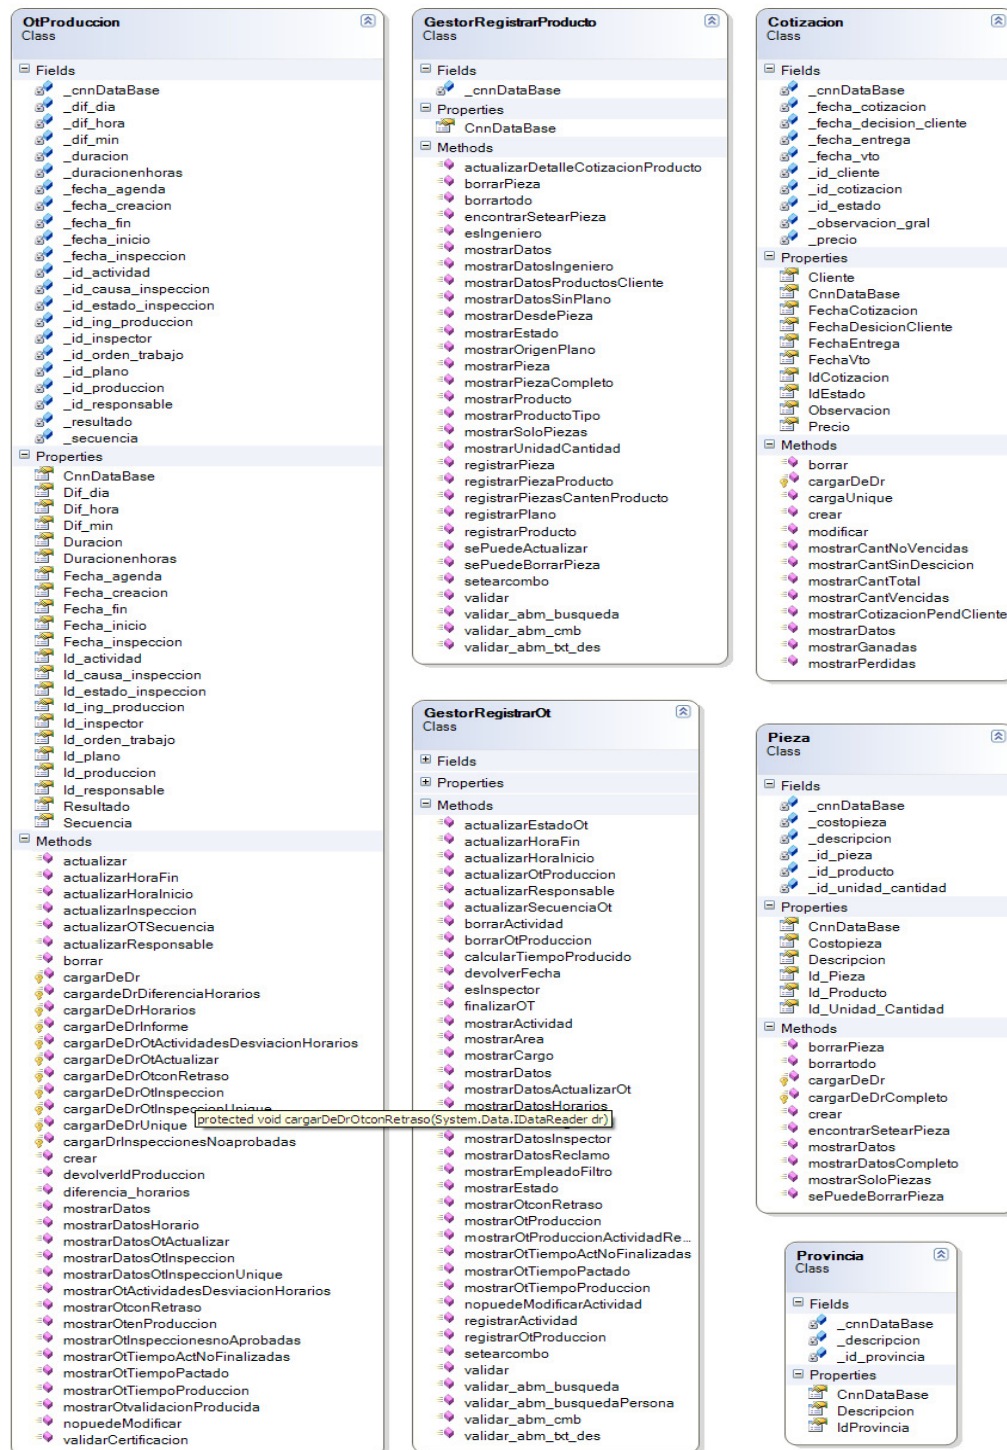 OtProduccion
Class
Fields
_cnnDataBase
_dif_dia
_dif_hora
_dif_min
_duracion
_duracionenhoras
_fecha_agenda
_fecha_creacion
_fecha_fin
_fecha_inicio
_fecha_inspeccion
_id_actividad
_id_causa_inspeccion
_id_estado_inspeccion
_id_ing_produccion
_id_inspector
_id_orden_trabajo
_id_plano
_id_produccion
_id_responsable
_resultado
_secuencia
Properties
CnnDataBase
Dif_dia
Dif_hora
Dif_min
Duracion
Duracionenhoras
Fecha_agenda
Fecha_creacion
Fecha_fin
Fecha_inicio
Fecha_inspeccion
Id_actividad
Id_causa_inspeccion
Id_estado_inspeccion
Id_ing_produccion
Id_inspector
Id_orden_trabajo
Id_plano
Id_produccion
Id_responsable
Resultado
Secuencia
Methods
actualizar
actualizarHoraFin
actualizarHoraInicio
actualizarInspeccion
actualizarOTSecuencia
actualizarResponsable
borrar
cargarDeDr
cargardeDrDiferenciaHorarios
cargarDeDrHorarios
cargarDeDrInforme
cargarDeDrOtActividadesDesviacionHorarios
cargarDeDrOtActualizar
cargarDeDrOtconRetraso
cargarDeDrOtInspeccion
cargarDeDrOtInspeccionUnique
cargarDeDrUnique
cargarDrInspeccionesNoaprobadas
crear
devolverIdProduccion
diferencia_horarios
mostrarDatos
mostrarDatosHorario
mostrarDatosOtActualizar
mostrarDatosOtInspeccion
mostrarDatosOtInspeccionUnique
mostrarOtActividadesDesviacionHorarios
mostrarOtconRetraso
mostrarOtenProduccion
mostrarOtInspeccionesnoAprobadas
mostrarOtTiempoActNoFinalizadas
mostrarOtTiempoPactado
mostrarOtTiempoProduccion
mostrarOtvalidacionProducida
nopuedeModificar
validarCertificacion
protected void cargarDeDrOtconRetraso(System.Data.IDataReader dr)
GestorRegistrarProducto
Class
Fields
_cnnDataBase
Properties
CnnDataBase
Methods
actualizarDetalleCotizacionProducto
borrarPieza
borrartodo
encontrarSetearPieza
esIngeniero
mostrarDatos
mostrarDatosIngeniero
mostrarDatosProductosCliente
mostrarDatosSinPlano
mostrarDesdePieza
mostrarEstado
mostrarOrigenPlano
mostrarPieza
mostrarPiezaCompleto
mostrarProducto
mostrarProductoTipo
mostrarSoloPiezas
mostrarUnidadCantidad
registrarPieza
registrarPiezaProducto
registrarPiezasCantenProducto
registrarPlano
registrarProducto
sePuedeActualizar
sePuedeBorrarPieza
setearcombo
validar
validar_abm_busqueda
validar_abm_cmb
validar_abm_txt_des
GestorRegistrarOt
Class
Fields
Properties
Methods
actualizarEstadoOt
actualizarHoraFin
actualizarHoraInicio
actualizarOtProduccion
actualizarResponsable
actualizarSecuenciaOt
borrarActividad
borrarOtProduccion
calcularTiempoProducido
devolverFecha
esInspector
finalizarOT
mostrarActividad
mostrarArea
mostrarCargo
mostrarDatos
mostrarDatosActualizarOt
mostrarDatosHorarios
mostrarDatosInspector
mostrarDatosReclamo
mostrarEmpleadoFiltro
mostrarEstado
mostrarOtconRetraso
mostrarOtProduccion
mostrarOtProduccionActividadRe...
mostrarOtTiempoActNoFinalizadas
mostrarOtTiempoPactado
mostrarOtTiempoProduccion
nopuedeModificarActividad
registrarActividad
registrarOtProduccion
setearcombo
validar
validar_abm_busqueda
validar_abm_busquedaPersona
validar_abm_cmb
validar_abm_txt_des
Cotizacion
Class
Fields
_cnnDataBase
_fecha_cotizacion
_fecha_decision_cliente
_fecha_entrega
_fecha_vto
_id_cliente
_id_cotizacion
_id_estado
_observacion_gral
_precio
Properties
Cliente
CnnDataBase
FechaCotizacion
FechaDesicionCliente
FechaEntrega
FechaVto
IdCotizacion
IdEstado
Observacion
Precio
Methods
borrar
cargarDeDr
cargaUnique
crear
modificar
mostrarCantNoVencidas
mostrarCantSinDescicion
mostrarCantTotal
mostrarCantVencidas
mostrarCotizacionPendCliente
mostrarDatos
mostrarGanadas
mostrarPerdidas
Pieza
Class
Fields
_cnnDataBase
_costopieza
_descripcion
_id_pieza
_id_producto
_id_unidad_cantidad
Properties
CnnDataBase
Costopieza
Descripcion
Id_Pieza
Id_Producto
Id_Unidad_Cantidad
Methods
borrarPieza
borrartodo
cargarDeDr
cargarDeDrCompleto
crear
encontrarSetearPieza
mostrarDatos
mostrarDatosCompleto
mostrarSoloPiezas
sePuedeBorrarPieza
Provincia
Class
Fields
_cnnDataBase
_descripcion
_id_provincia
Properties
CnnDataBase
Descripcion
IdProvincia